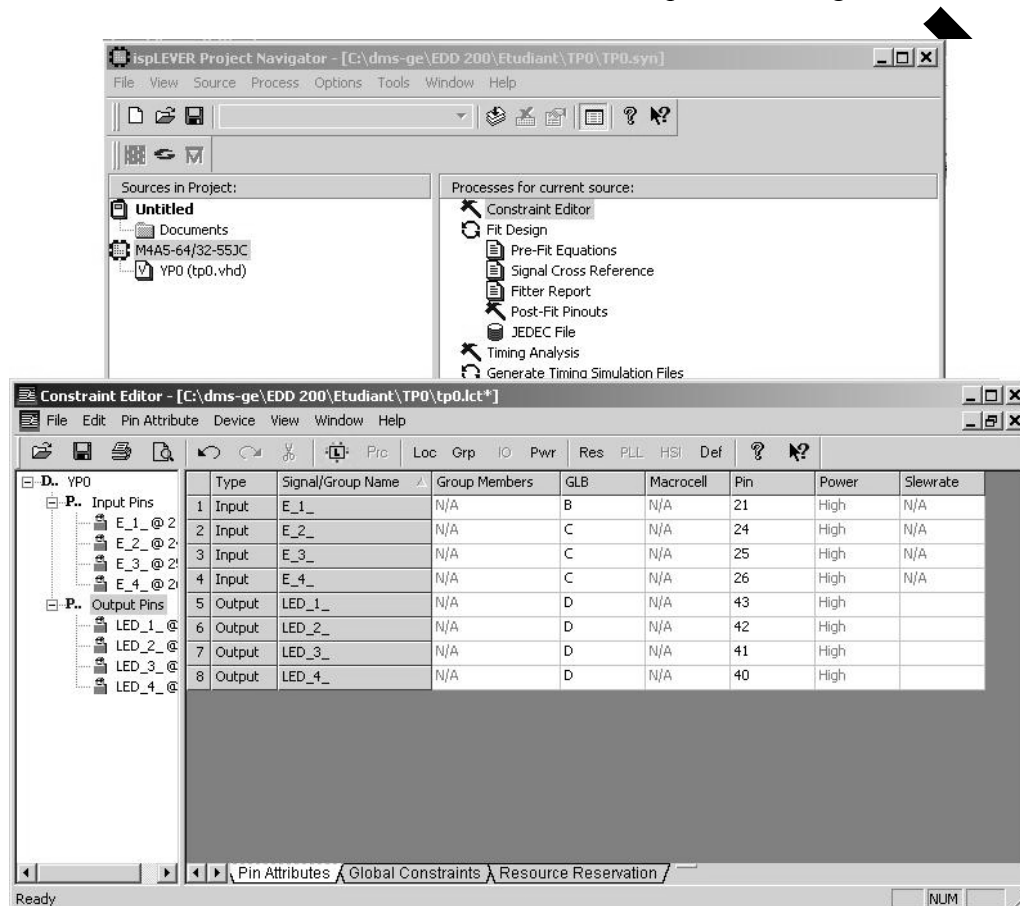 ispLEVER Project Navigator - [C:\dms-ge\EDD 200\Etudiant\TP0\TP0.syn]
File View Source Process Options Tools Window Help
Sources in Project:
Processes for current source:
Untitled
Documents
M4A5-64/32-55JC
YP0 (tp0.vhd)
Constraint Editor
Fit Design
Pre-Fit Equations
Signal Cross Reference
Fitter Report
Post-Fit Pinouts
JEDEC File
Timing Analysis
Generate Timing Simulation Files
Constraint Editor - [C:\dms-ge\EDD 200\Etudiant\TP0\tp0.lct*]
File Edit Pin Attribute Device View Window Help
Prc Loc Grp IO Pwr Res PLL HSI Def
D.. YP0
P.. Input Pins
E_1_@2
E_2_@2
E_3_@2
E_4_@2
P.. Output Pins
LED_1_@
LED_2_@
LED_3_@
LED_4_@
Type Signal/Group Name Group Members GLB Macrocell Pin Power Slewrate
1 Input E_1_ N/A B N/A 21 High N/A
2 Input E_2_ N/A C N/A 24 High N/A
3 Input E_3_ N/A C N/A 25 High N/A
4 Input E_4_ N/A C N/A 26 High N/A
5 Output LED_1_ N/A D N/A 43 High
6 Output LED_2_ N/A D N/A 42 High
7 Output LED_3_ N/A D N/A 41 High
8 Output LED_4_ N/A D N/A 40 High
Pin Attributes Global Constraints Resource Reservation
Ready NUM